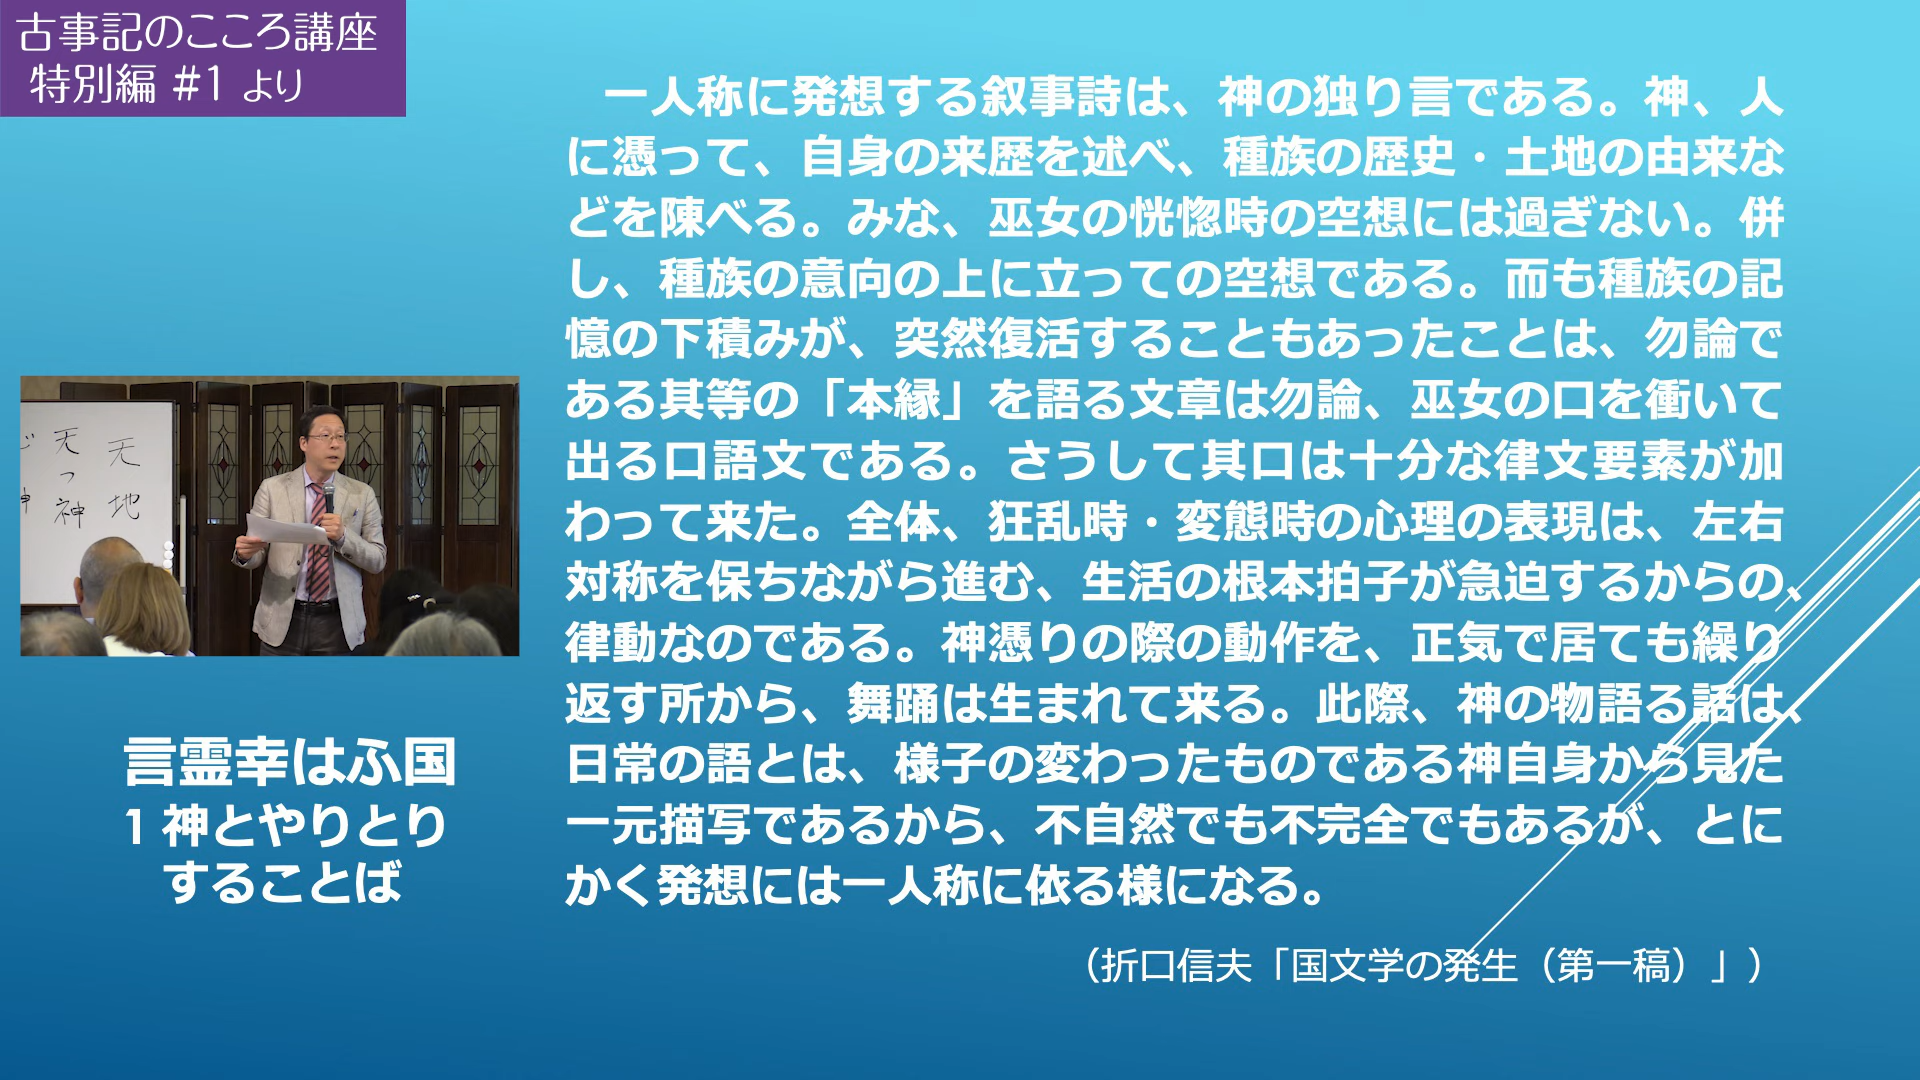 古事記のこころ講座
特別編 #1 より
一人称に発想する叙事詩は、神の独り言である。神、人
に憑って、自身の来歴を述べ、種族の歴史・土地の由来な
どを陳べる。みな、巫女の恍惚時の空想には過ぎない。併
し、種族の意向の上に立っての空想である。而も種族の記
憶の下積みが、突然復活することもあったことは、勿論で
ある其等の「本縁」を語る文章は勿論、巫女の口を衝いて
出る口語文である。さうして其口は十分な律文要素が加
わって来た。全体、狂乱時・変態時の心理の表現は、左右
対称を保ちながら進む、生活の根本拍子が急迫するからの、
律動なのである。神憑りの際の動作を、正気で居ても繰り
返す所から、舞踊は生まれて来る。此際、神の物語る話は、
日常の語とは、様子の変わったものである神自身から見た
一元描写であるから、不自然でも不完全でもあるが、とに
かく発想には一人称に依る様になる。
（折口信夫「国文学の発生（第一稿）」）
天地
天つ神
言霊幸はふ国
1 神とやりとり
することば